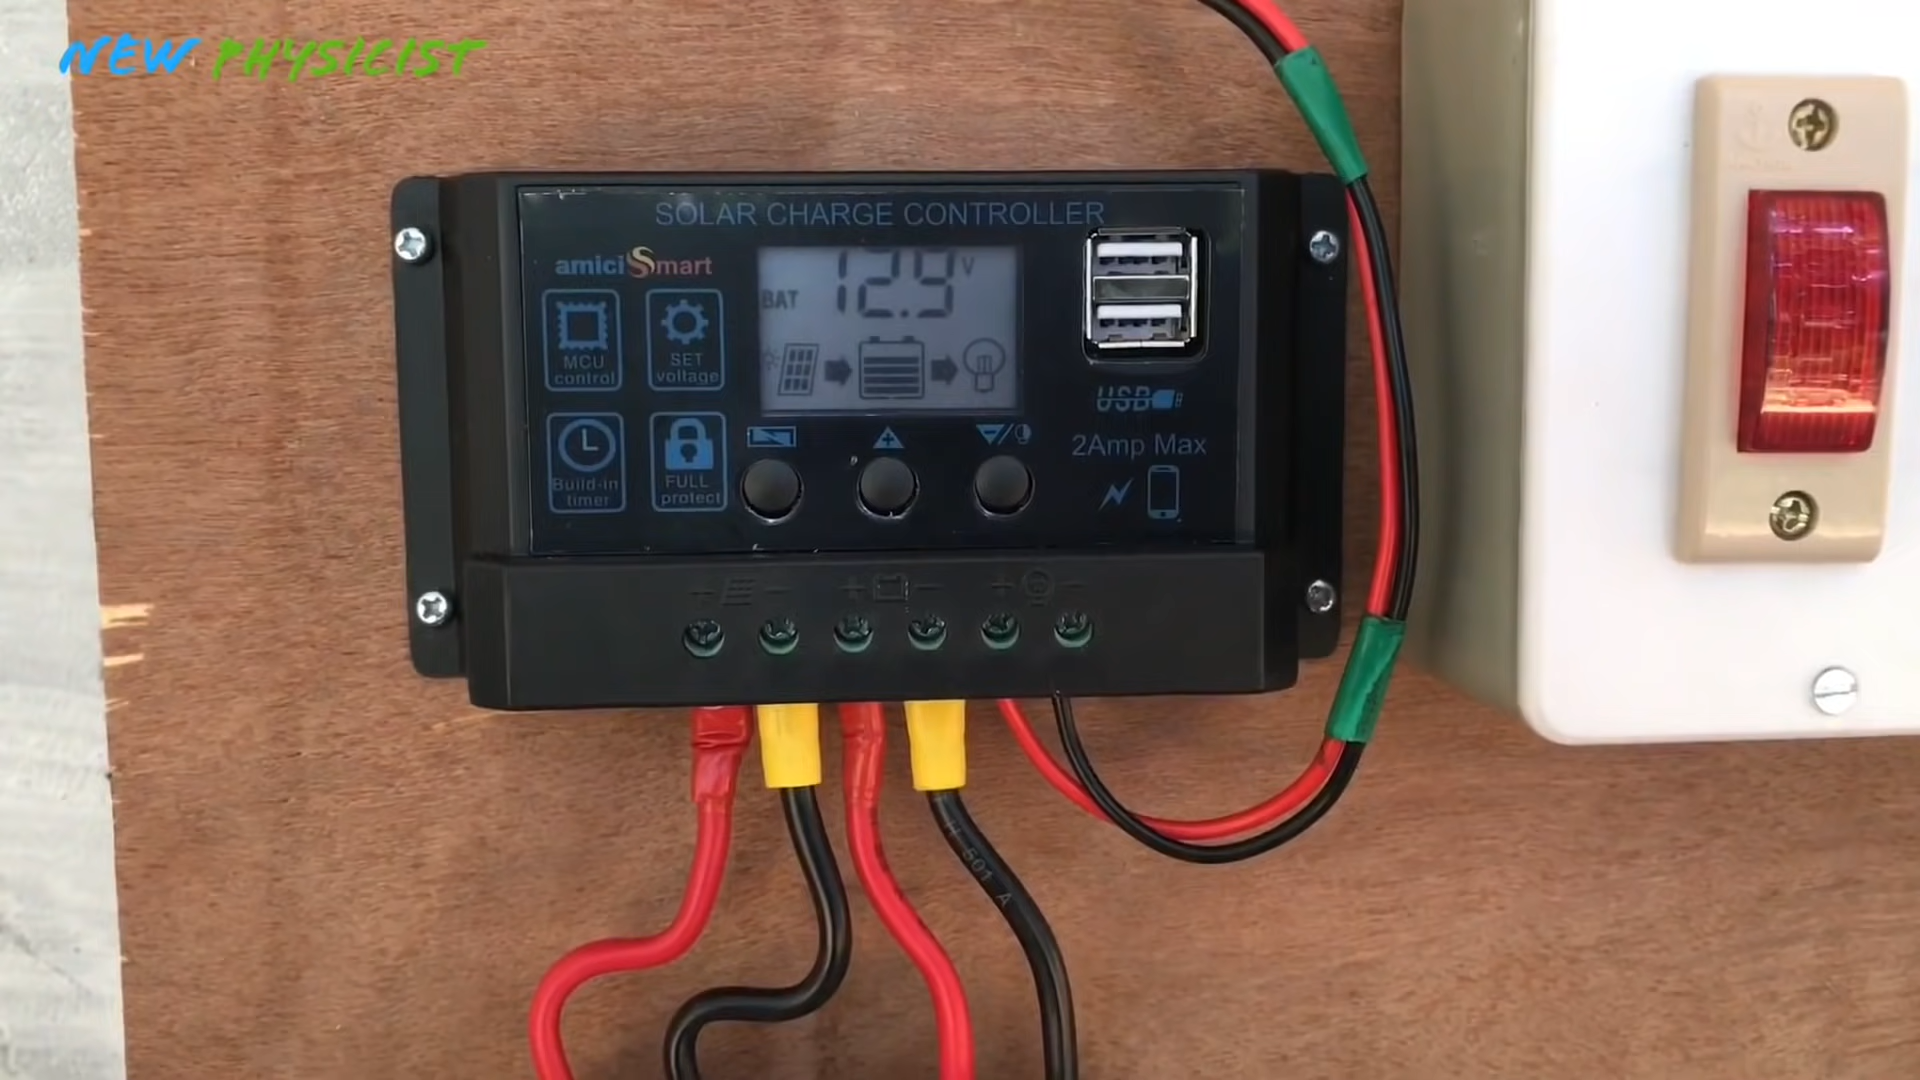 NEW PHYSICIST
SOLAR CHARGE CONTROLLER
amiciSmart
BAT 12.9 V
MCU
control
SET
voltage
Build-in
timer
FULL
protect
USB
2Amp Max
H 501 A